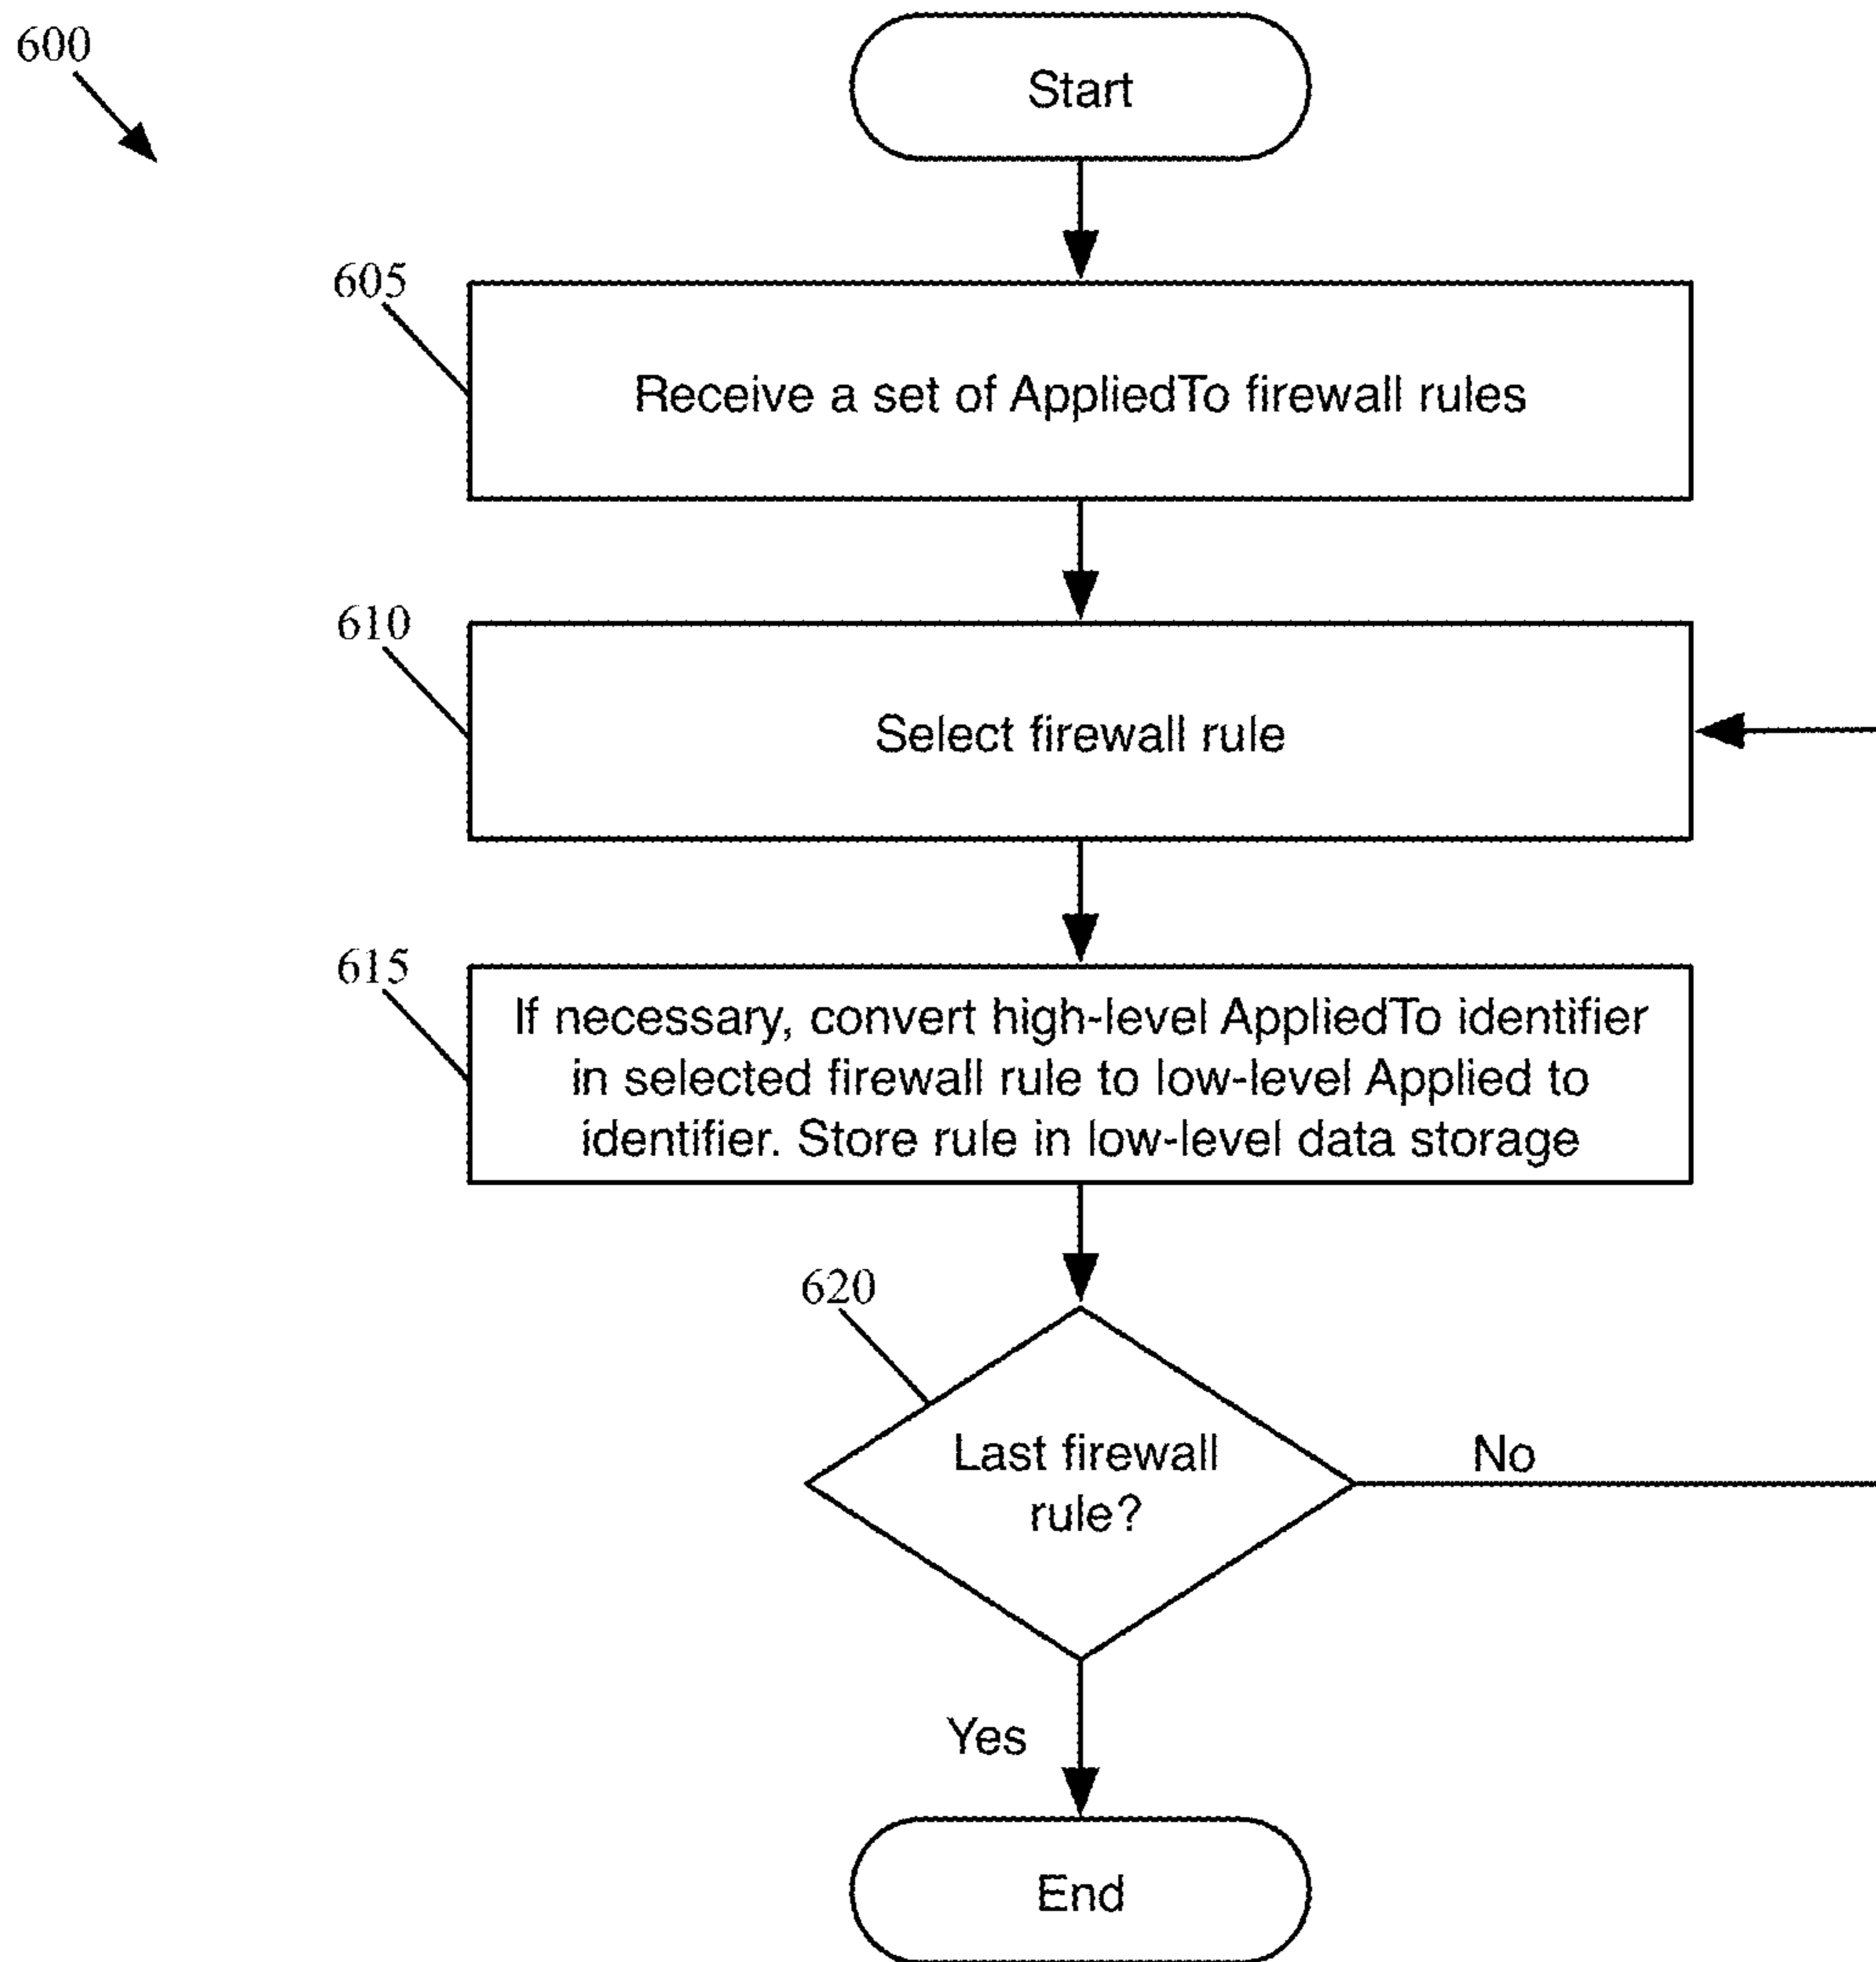 600
Start
605
Receive a set of AppliedTo firewall rules
610
Select firewall rule
615
If necessary, convert high-level AppliedTo identifier
in selected firewall rule to low-level Applied to
identifier. Store rule in low-level data storage
620
Last firewall
rule?
No
Yes
End